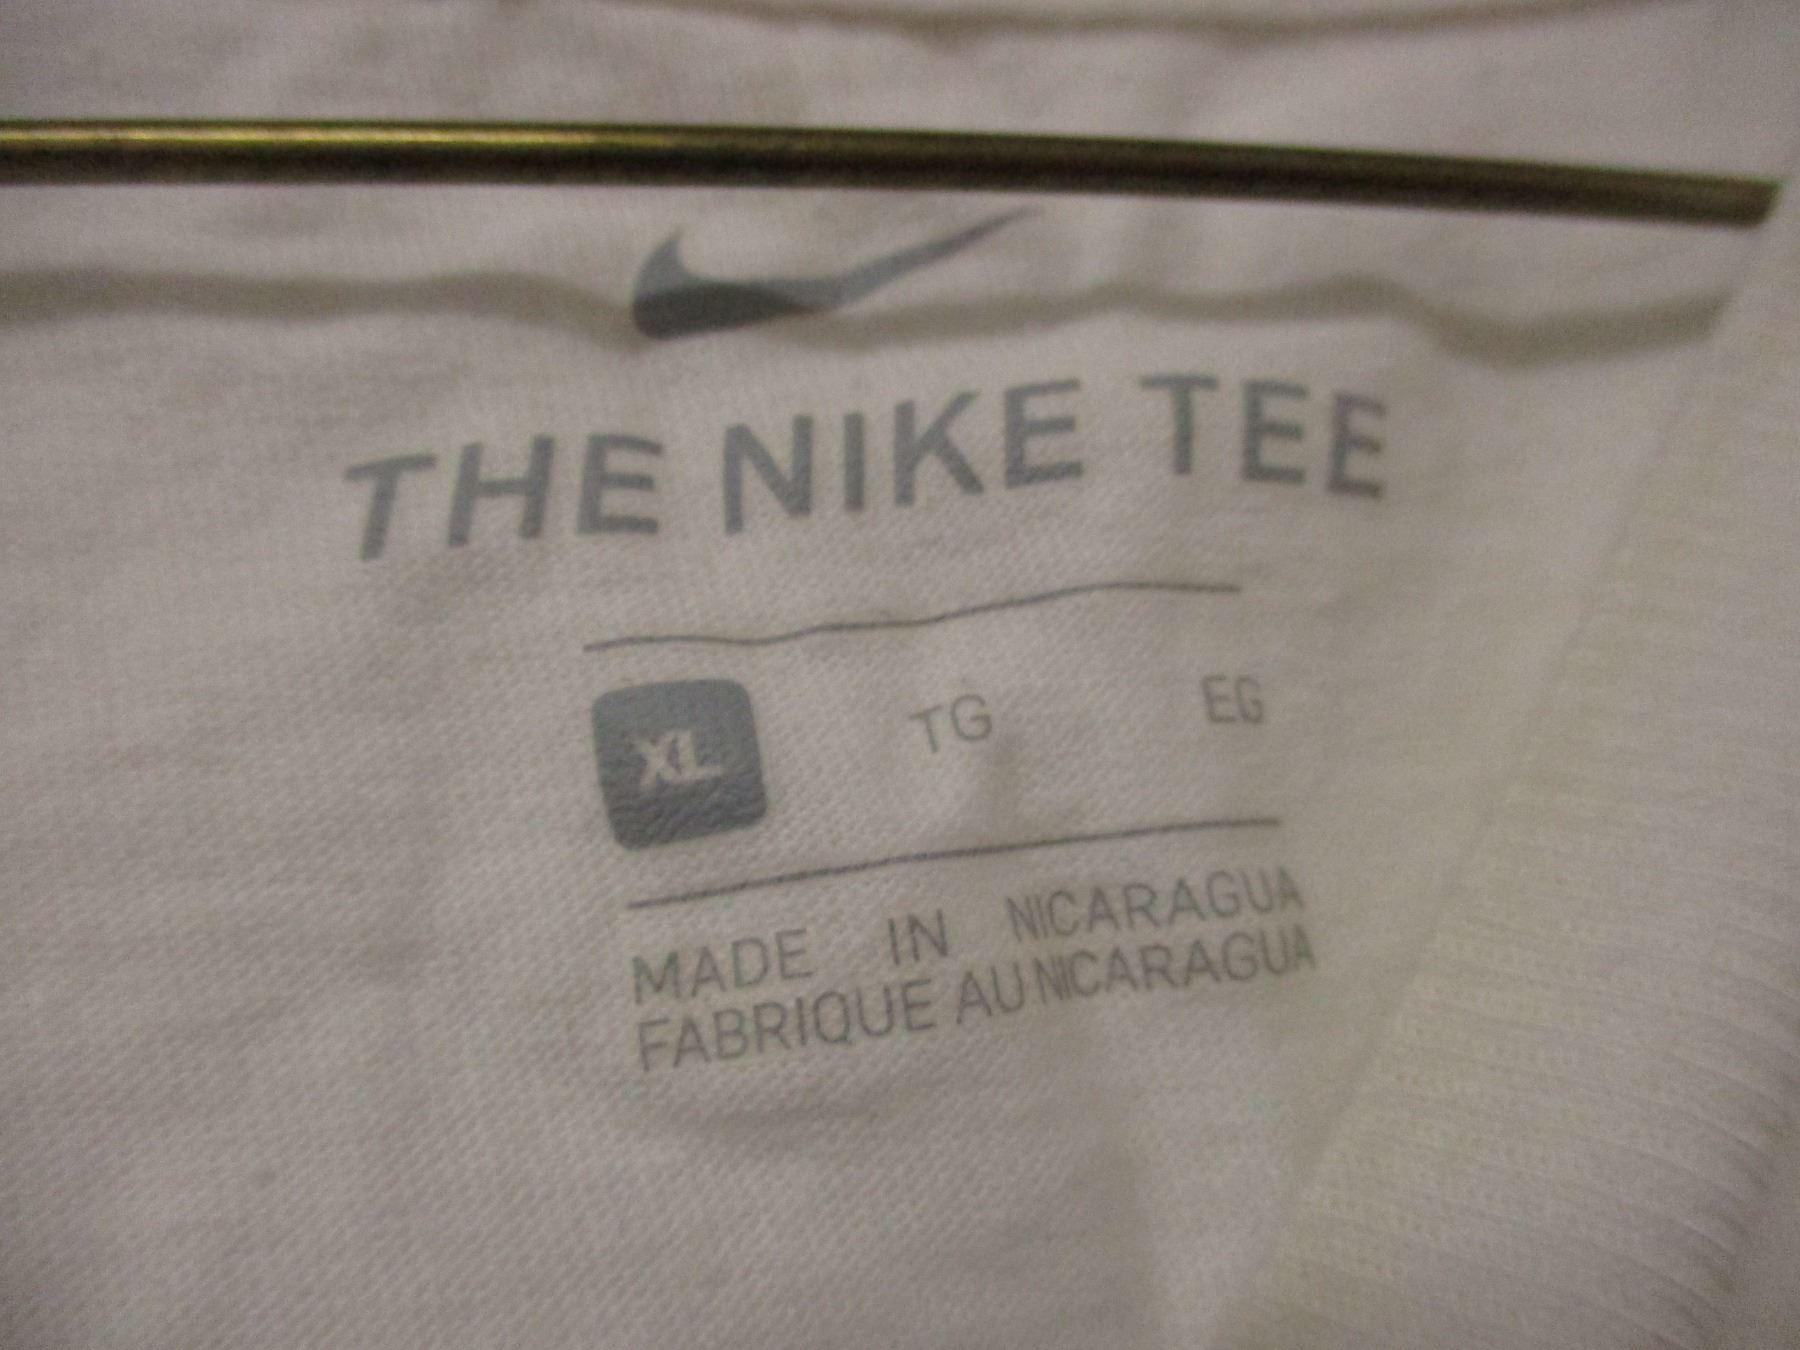 THE NIKE TEE
XL TG EG
MADE IN NICARAGUA
FABRIQUE AU NICARAGUA